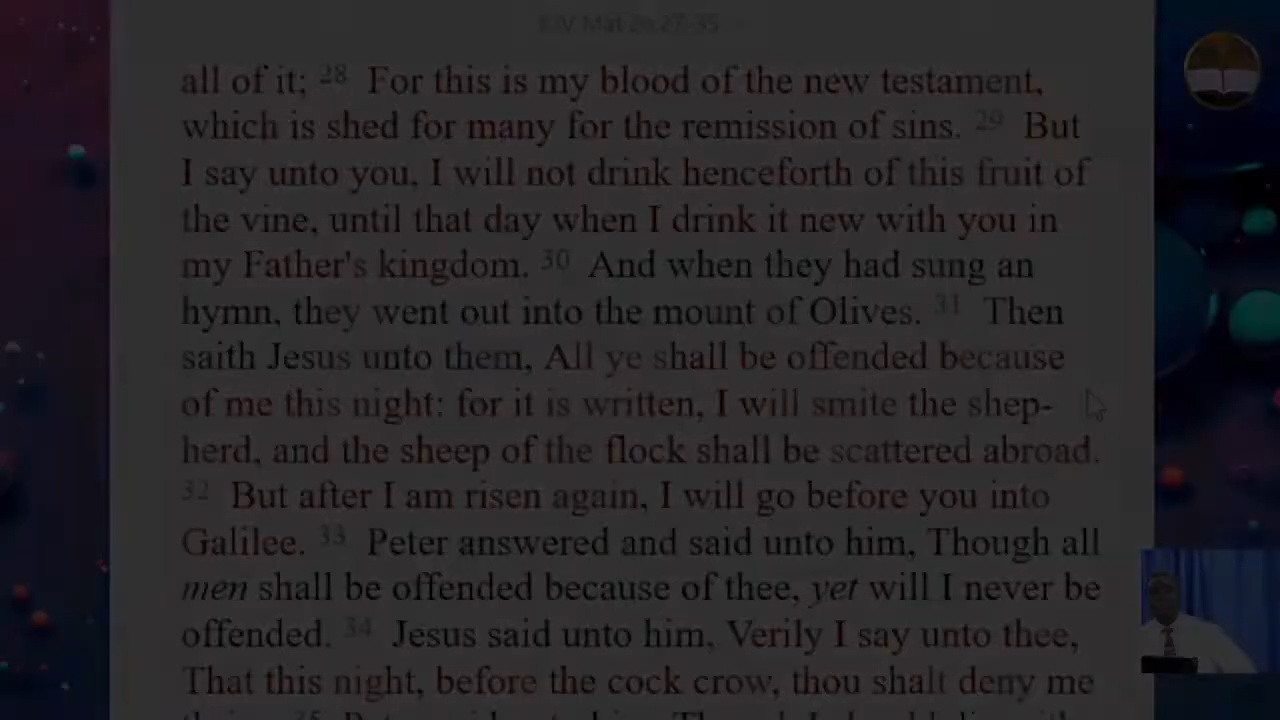 KJV Mat 26:27-35
all of it; 28 For this is my blood of the new testament,
which is shed for many for the remission of sins. 29 But
I say unto you, I will not drink henceforth of this fruit of
the vine, until that day when I drink it new with you in
my Father's kingdom. 30 And when they had sung an
hymn, they went out into the mount of Olives. 31 Then
saith Jesus unto them, All ye shall be offended because
of me this night: for it is written, I will smite the shep-
herd, and the sheep of the flock shall be scattered abroad.
32 But after I am risen again, I will go before you into
Galilee. 33 Peter answered and said unto him, Though all
men shall be offended because of thee, yet will I never be
offended. 34 Jesus said unto him, Verily I say unto thee,
That this night, before the cock crow, thou shalt deny me